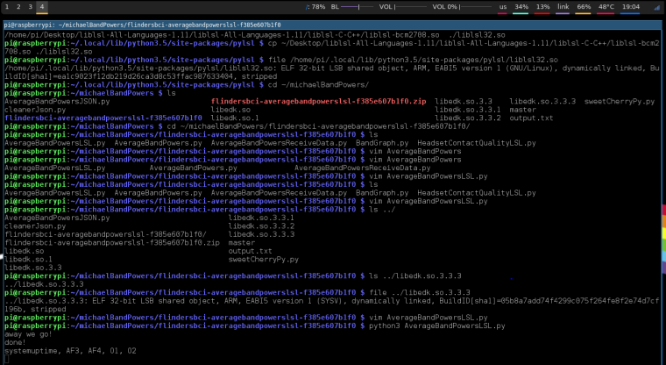 1 2 3 4 78% BL VOL VOL 0% us 34% 13% link 66% 48°C 19:04
pi@raspberrypi: ~/michaelBandPowers/flindersbci-averagebandpowerslsl-f385e607b1f0
/home/pi/Desktop/liblsl-All-Languages-1.11/liblsl-C-C++/liblsl-bcm2708.so ../liblsl32.so
pi@raspberrypi:~/.local/lib/python3.5/site-packages/pylsl $ cp ~/Desktop/liblsl-All-Languages-1.11/liblsl-All-Languages-1.11/liblsl-C-C++/liblsl-bcm2
708.so ./liblsl32.so
pi@raspberrypi:~/.local/lib/python3.5/site-packages/pylsl $ file /home/pi/.local/lib/python3.5/site-packages/pylsl/liblsl32.so
/home/pi/.local/lib/python3.5/site-packages/pylsl/liblsl32.so: ELF 32-bit LSB shared object, ARM, EABI5 version 1 (GNU/Linux), dynamically linked, Bu
ildID[sha1]=ea1c9023f12db219d26ca3d8c53ffac987633404, stripped
pi@raspberrypi:~/.local/lib/python3.5/site-packages/pylsl $ cd ~/michaelBandPowers/
pi@raspberrypi:~/michaelBandPowers $ ls
AverageBandPowersJSON.py flindersbci-averagebandpowerslsl-f385e607b1f0.zip libedk.so.3.3 libedk.so.3.3.3 sweetCherryPy.py
cleanerJson.py libedk.so libedk.so.3.3.1 master
flindersbci-averagebandpowerslsl-f385e607b1f0 libedk.so.1 libedk.so.3.3.2 output.txt
pi@raspberrypi:~/michaelBandPowers $ cd ~/michaelBandPowers/flindersbci-averagebandpowerslsl-f385e607b1f0/
pi@raspberrypi:~/michaelBandPowers/flindersbci-averagebandpowerslsl-f385e607b1f0 $ ls
AverageBandPowersLSL.py AverageBandPowers.py AverageBandPowersReceiveData.py BandGraph.py HeadsetContactQualityLSL.py
pi@raspberrypi:~/michaelBandPowers/flindersbci-averagebandpowerslsl-f385e607b1f0 $ vim AverageBandPowers
pi@raspberrypi:~/michaelBandPowers/flindersbci-averagebandpowerslsl-f385e607b1f0 $ vim AverageBandPowers
AverageBandPowersLSL.py AverageBandPowers.py AverageBandPowersReceiveData.py
pi@raspberrypi:~/michaelBandPowers/flindersbci-averagebandpowerslsl-f385e607b1f0 $ vim AverageBandPowersLSL.py
pi@raspberrypi:~/michaelBandPowers/flindersbci-averagebandpowerslsl-f385e607b1f0 $ ls
AverageBandPowersLSL.py AverageBandPowers.py AverageBandPowersReceiveData.py BandGraph.py HeadsetContactQualityLSL.py
pi@raspberrypi:~/michaelBandPowers/flindersbci-averagebandpowerslsl-f385e607b1f0 $ vim AverageBandPowersLSL.py
pi@raspberrypi:~/michaelBandPowers/flindersbci-averagebandpowerslsl-f385e607b1f0 $ ls ../
AverageBandPowersJSON.py libedk.so.3.3.1
cleanerJson.py libedk.so.3.3.2
flindersbci-averagebandpowerslsl-f385e607b1f0/ libedk.so.3.3.3
flindersbci-averagebandpowerslsl-f385e607b1f0.zip master
libedk.so output.txt
libedk.so.1 sweetCherryPy.py
libedk.so.3.3
pi@raspberrypi:~/michaelBandPowers/flindersbci-averagebandpowerslsl-f385e607b1f0 $ ls ../libedk.so.3.3.3
../libedk.so.3.3.3
pi@raspberrypi:~/michaelBandPowers/flindersbci-averagebandpowerslsl-f385e607b1f0 $ file ../libedk.so.3.3.3
../libedk.so.3.3.3: ELF 32-bit LSB shared object, ARM, EABI5 version 1 (SYSV), dynamically linked, BuildID[sha1]=05b8a7add74f4299c075f264fe8f2e74d7cf
196b, stripped
pi@raspberrypi:~/michaelBandPowers/flindersbci-averagebandpowerslsl-f385e607b1f0 $ vim AverageBandPowersLSL.py
pi@raspberrypi:~/michaelBandPowers/flindersbci-averagebandpowerslsl-f385e607b1f0 $ python3 AverageBandPowersLSL.py
away we go!
done!
systemuptime, AF3, AF4, O1, O2